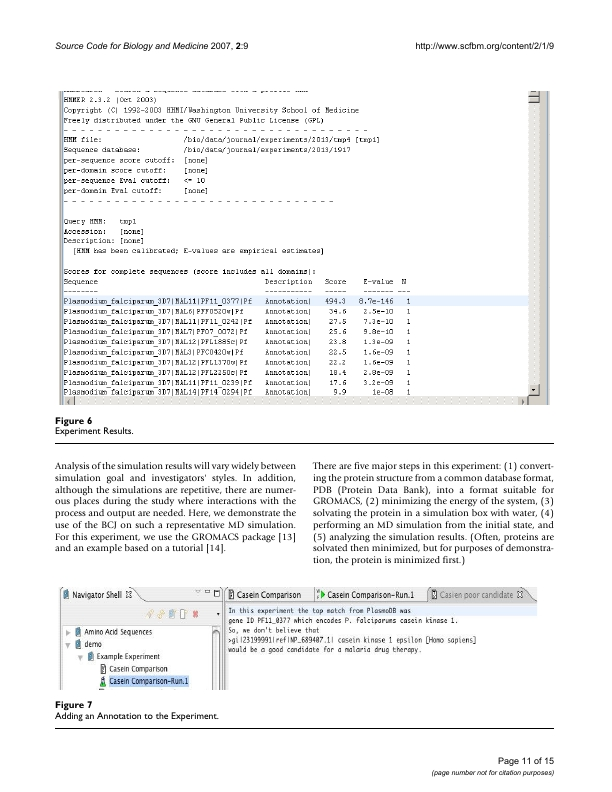 Source Code for Biology and Medicine 2007, 2:9
http://www.scfbm.org/content/2/1/9
HMMER 2.3.2 (Oct 2003)
Copyright (C) 1992-2003 HHMI/Washington University School of Medicine
Freely distributed under the GNU General Public License (GPL)
- - - - - - - - - - - - - - - - - - - - - - - - - - - - - - - - - - -
HMM file: /bio/data/journal/experiments/2013/tmp4 [tmp1]
Sequence database: /bio/data/journal/experiments/2013/1917
per-sequence score cutoff: [none]
per-domain score cutoff: [none]
per-sequence Eval cutoff: <= 10
per-domain Eval cutoff: [none]
- - - - - - - - - - - - - - - - - - - - - - - - - - - - - - - -
Query HMM: tmp1
Accession: [none]
Description: [none]
[HMM has been calibrated; E-values are empirical estimates]
Scores for complete sequences (score includes all domains):
Sequence Description Score E-value N
-------- ----------- ----- ------- ---
Plasmodium_falciparum_3D7|MAL11|PF11_0377|Pf Annotation| 494.3 8.7e-146 1
Plasmodium_falciparum_3D7|MAL6|PFF0520w|Pf Annotation| 34.6 2.5e-10 1
Plasmodium_falciparum_3D7|MAL11|PF11_0242|Pf Annotation| 27.5 7.3e-10 1
Plasmodium_falciparum_3D7|MAL7|PF07_0072|Pf Annotation| 25.6 9.8e-10 1
Plasmodium_falciparum_3D7|MAL12|PFL1885c|Pf Annotation| 23.8 1.3e-09 1
Plasmodium_falciparum_3D7|MAL3|PFC0420w|Pf Annotation| 22.5 1.6e-09 1
Plasmodium_falciparum_3D7|MAL12|PFL1370w|Pf Annotation| 22.2 1.6e-09 1
Plasmodium_falciparum_3D7|MAL12|PFL2250c|Pf Annotation| 18.4 2.8e-09 1
Plasmodium_falciparum_3D7|MAL11|PF11_0239|Pf Annotation| 17.6 3.2e-09 1
Plasmodium_falciparum_3D7|MAL14|PF14_0294|Pf Annotation| 9.9 1e-08 1
Figure 6
Experiment Results.
Analysis of the simulation results will vary widely between
simulation goal and investigators' styles. In addition,
although the simulations are repetitive, there are numer-
ous places during the study where interactions with the
process and output are needed. Here, we demonstrate the
use of the BCJ on such a representative MD simulation.
For this experiment, we use the GROMACS package [13]
and an example based on a tutorial [14].
There are five major steps in this experiment: (1) convert-
ing the protein structure from a common database format,
PDB (Protein Data Bank), into a format suitable for
GROMACS, (2) minimizing the energy of the system, (3)
solvating the protein in a simulation box with water, (4)
performing an MD simulation from the initial state, and
(5) analyzing the simulation results. (Often, proteins are
solvated then minimized, but for purposes of demonstra-
tion, the protein is minimized first.)
Navigator Shell
Amino Acid Sequences
demo
Example Experiment
Casein Comparison
Casein Comparison-Run.1
Casein Comparison
Casein Comparison-Run.1
Casien poor candidate
In this experiment the top match from PlasmoDB was
gene ID PF11_0377 which encodes P. falciparums casein kinase 1.
So, we don't believe that
>gi|23199991|ref|NP_689407.1| casein kinase 1 epsilon [Homo sapiens]
would be a good candidate for a malaria drug therapy.
Figure 7
Adding an Annotation to the Experiment.
Page 11 of 15
(page number not for citation purposes)